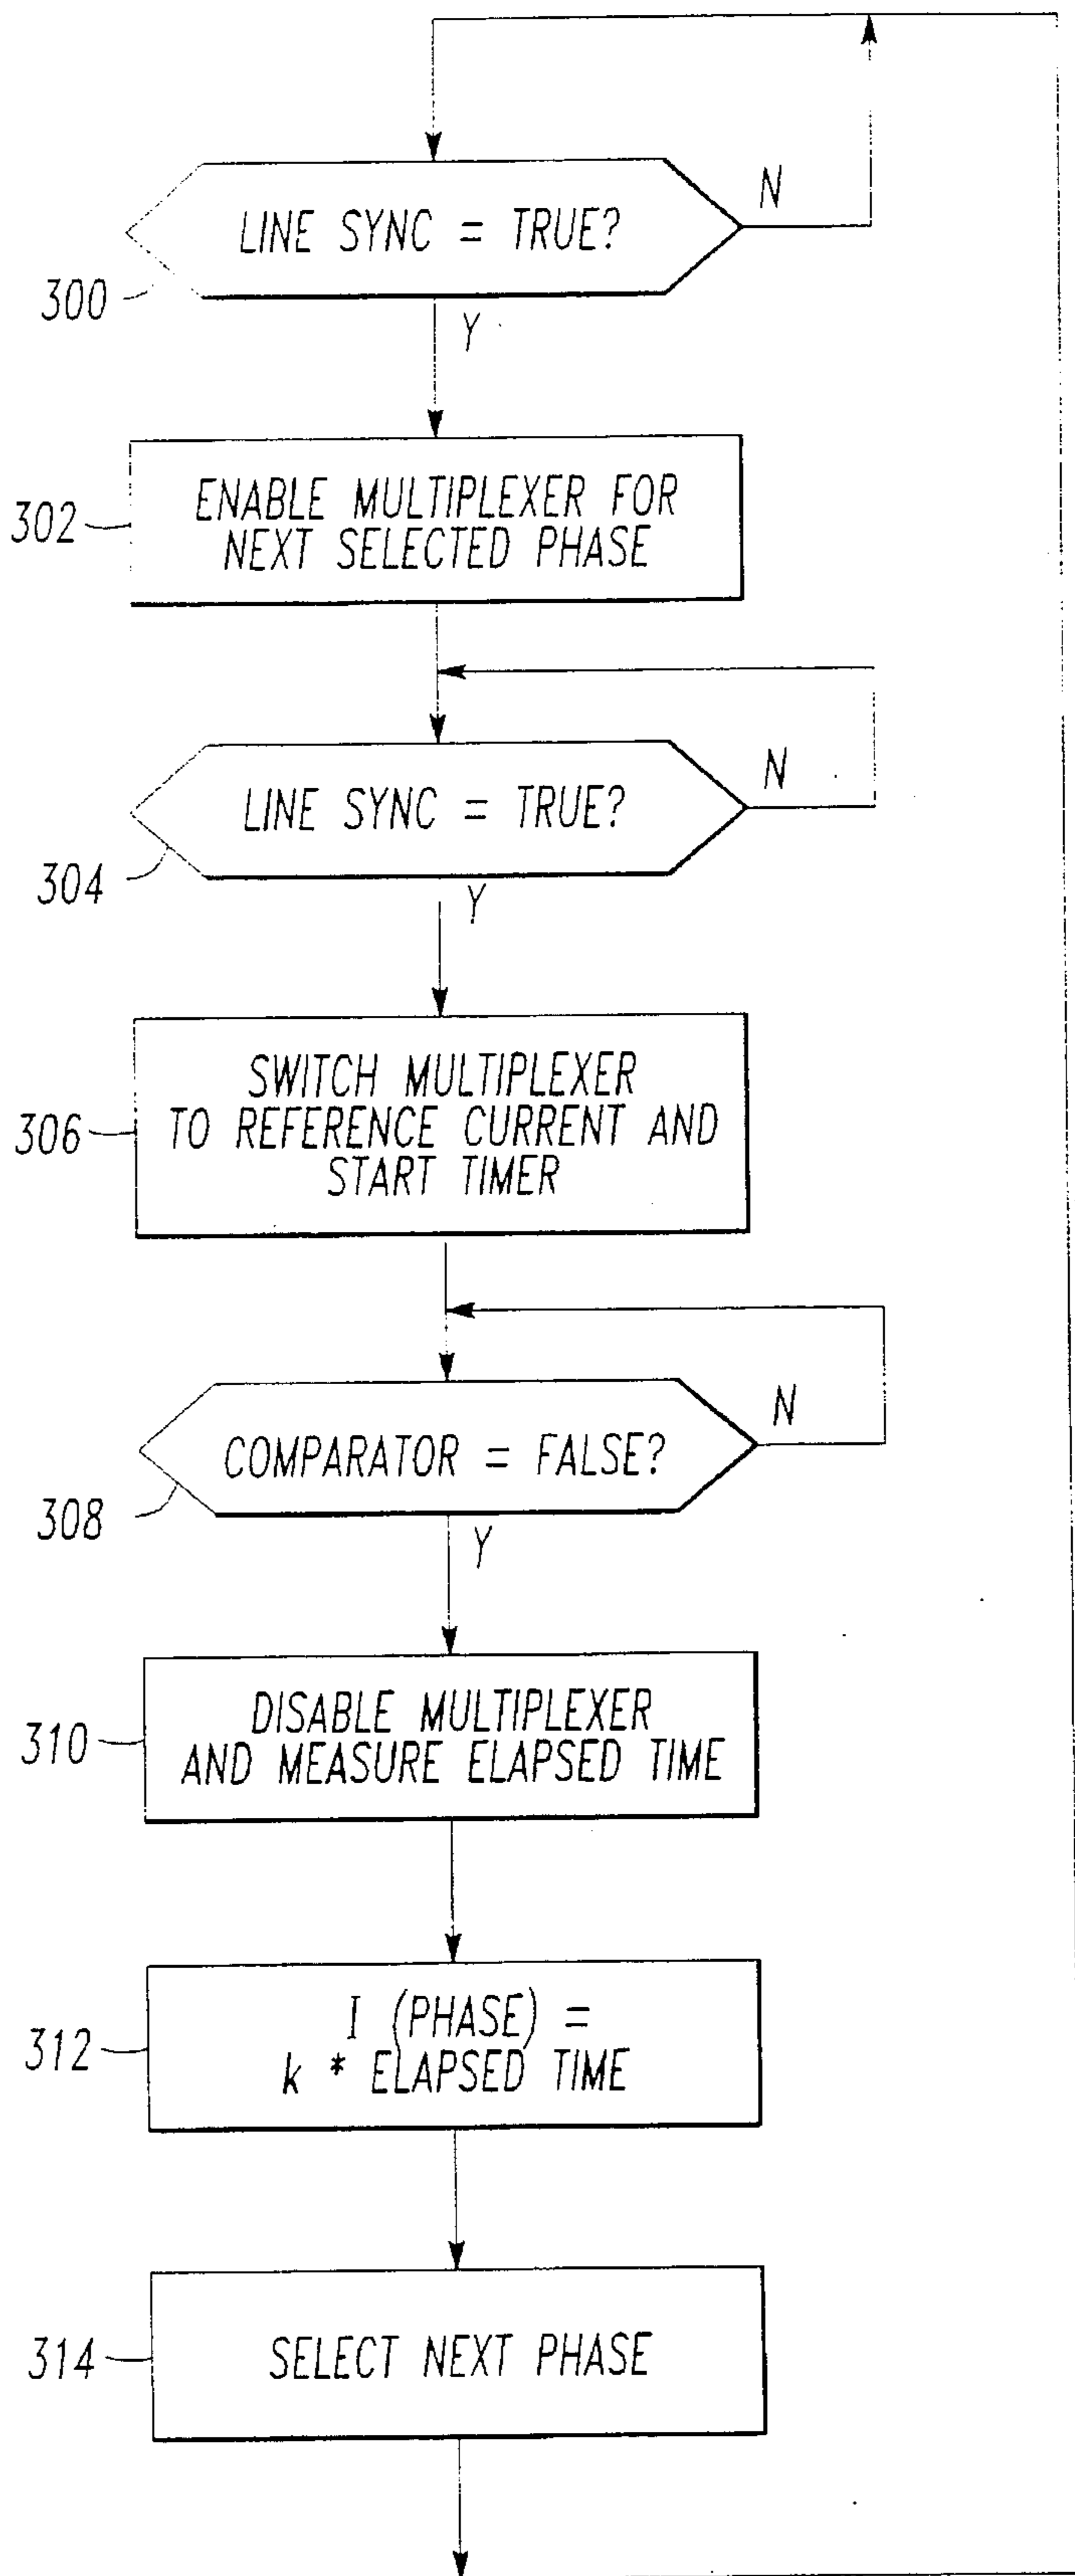 LINE SYNC = TRUE?
N
300
Y
302
ENABLE MULTIPLEXER FOR
NEXT SELECTED PHASE
LINE SYNC = TRUE?
N
304
Y
306
SWITCH MULTIPLEXER
TO REFERENCE CURRENT AND
START TIMER
COMPARATOR = FALSE?
N
308
Y
310
DISABLE MULTIPLEXER
AND MEASURE ELAPSED TIME
312
I (PHASE) =
k * ELAPSED TIME
314
SELECT NEXT PHASE